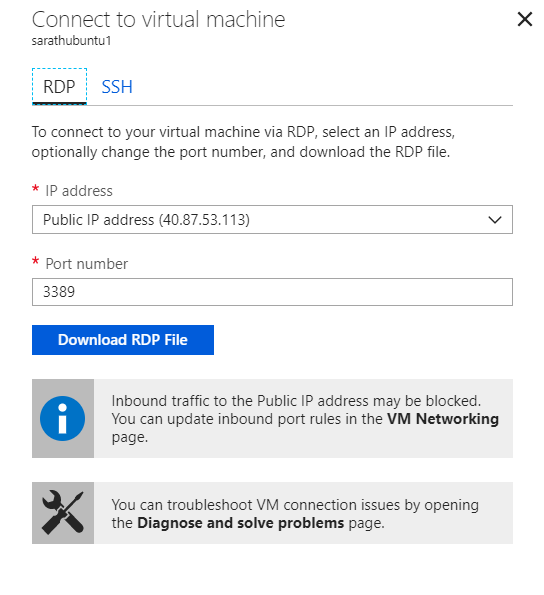 Connect to virtual machine
sarathubuntu1
RDP SSH
To connect to your virtual machine via RDP, select an IP address,
optionally change the port number, and download the RDP file.
* IP address
Public IP address (40.87.53.113)
* Port number
3389
Download RDP File
Inbound traffic to the Public IP address may be blocked.
You can update inbound port rules in the VM Networking
page.
You can troubleshoot VM connection issues by opening
the Diagnose and solve problems page.